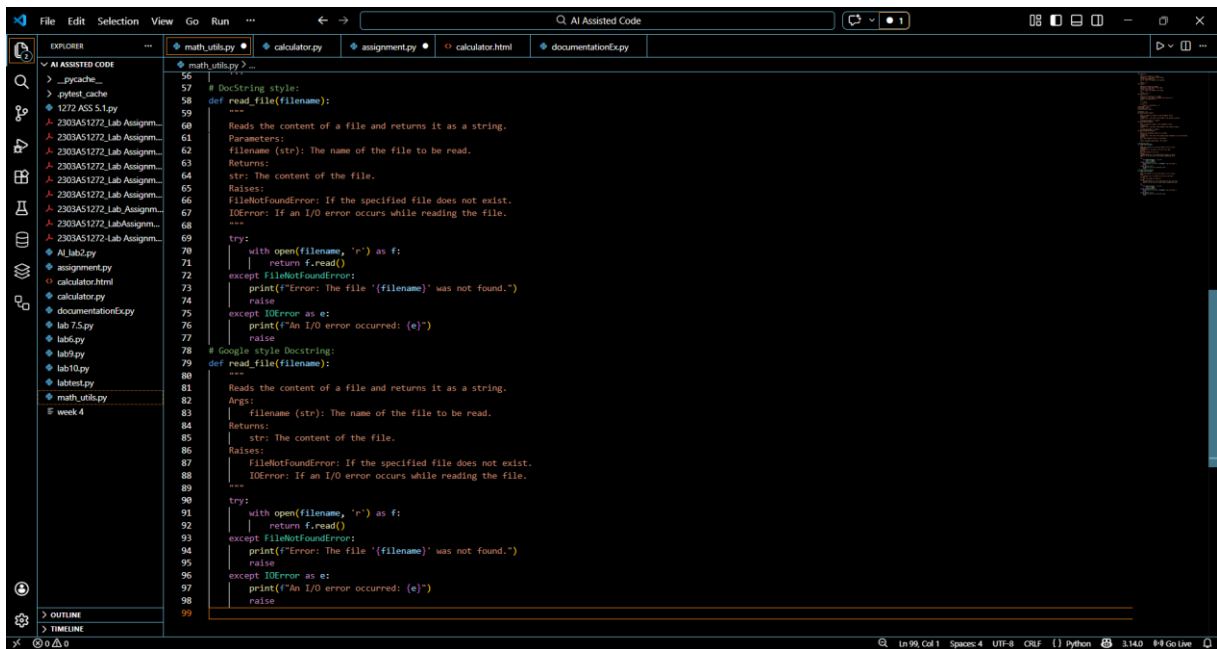 File Edit Selection View Go Run ··· AI Assisted Code 1
EXPLORER ···
AI ASSISTED CODE
__pycache__
.pytest_cache
1272 ASS 5.1.py
2303A51272_Lab Assignm...
2303A51272_Lab Assignm...
2303A51272_Lab Assignm...
2303A51272_Lab Assignm...
2303A51272_Lab Assignm...
2303A51272_Lab Assignm...
2303A51272_Lab Assignm...
2303A51272_Lab_Assignm...
2303A51272_LabAssignm...
2303A51272-Lab Assignm...
AI_lab2.py
assignment.py
calculator.html
calculator.py
documentationEx.py
lab 7.5.py
lab6.py
lab9.py
lab10.py
labtest.py
math_utils.py
week 4
OUTLINE
TIMELINE
math_utils.py calculator.py assignment.py calculator.html documentationEx.py
math_utils.py > ...
56 '''
57 # DocString style:
58 def read_file(filename):
59 """
60 Reads the content of a file and returns it as a string.
61 Parameters:
62 filename (str): The name of the file to be read.
63 Returns:
64 str: The content of the file.
65 Raises:
66 FileNotFoundError: If the specified file does not exist.
67 IOError: If an I/O error occurs while reading the file.
68 """
69 try:
70 with open(filename, 'r') as f:
71 return f.read()
72 except FileNotFoundError:
73 print(f"Error: The file '{filename}' was not found.")
74 raise
75 except IOError as e:
76 print(f"An I/O error occurred: {e}")
77 raise
78 # Google style Docstring:
79 def read_file(filename):
80 """
81 Reads the content of a file and returns it as a string.
82 Args:
83 filename (str): The name of the file to be read.
84 Returns:
85 str: The content of the file.
86 Raises:
87 FileNotFoundError: If the specified file does not exist.
88 IOError: If an I/O error occurs while reading the file.
89 """
90 try:
91 with open(filename, 'r') as f:
92 return f.read()
93 except FileNotFoundError:
94 print(f"Error: The file '{filename}' was not found.")
95 raise
96 except IOError as e:
97 print(f"An I/O error occurred: {e}")
98 raise
99
0 0 Ln 99, Col 1 Spaces: 4 UTF-8 CRLF {} Python 3.14.0 Go Live